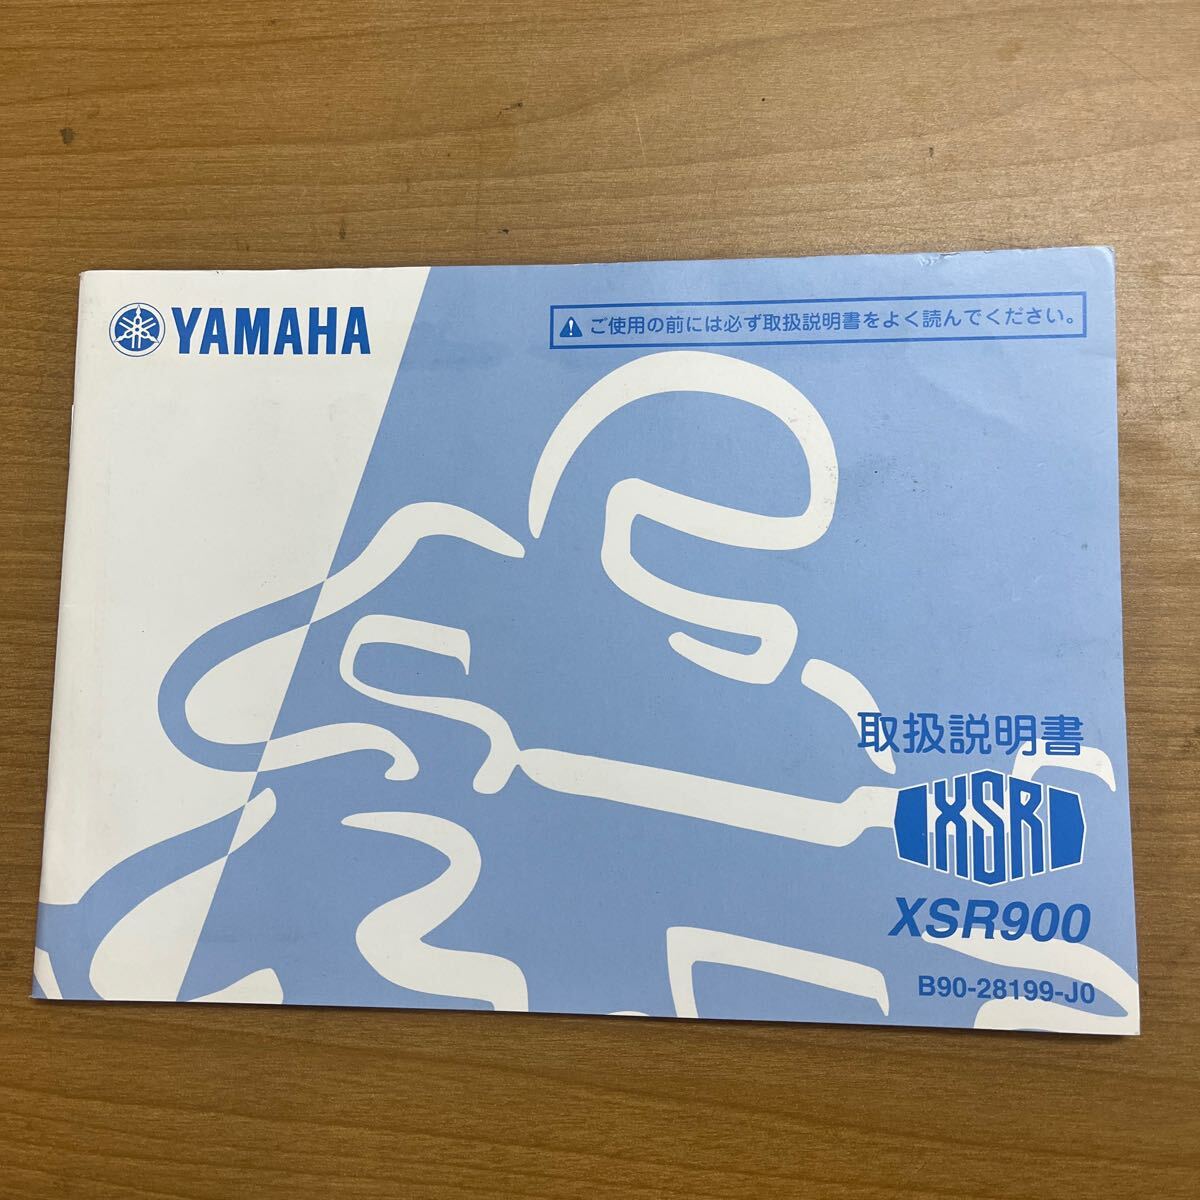 YAMAHA
ご使用の前には必ず取扱説明書をよく読んでください。
取扱説明書
XSR
XSR900
B90-28199-J0